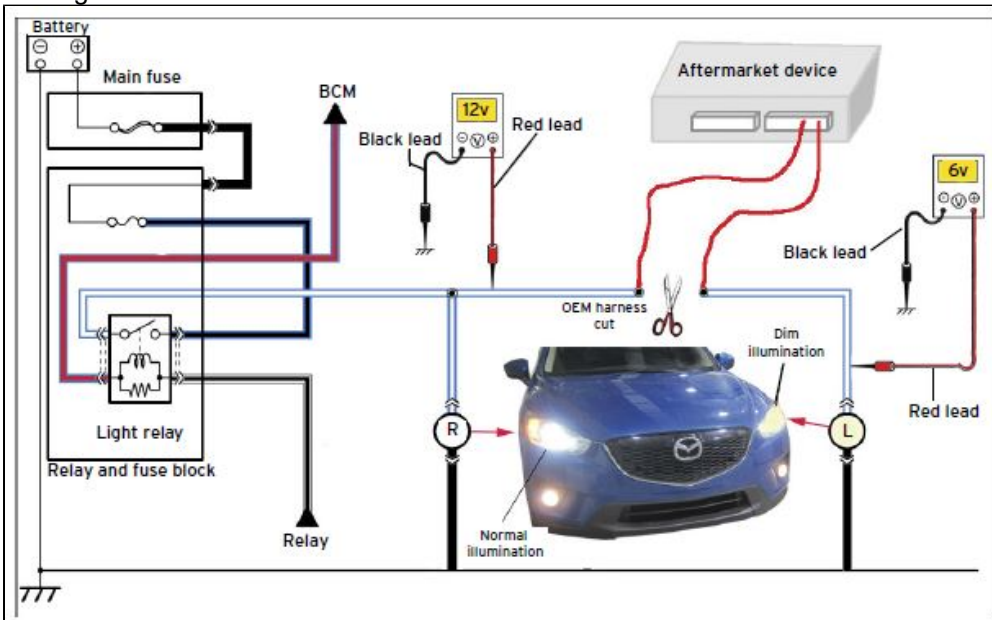 Battery
Main fuse
BCM
12v
Black lead
Red lead
V
Aftermarket device
6v
V
Black lead
Red lead
OEM harness
cut
Dim
illumination
Light relay
Relay and fuse block
Relay
R
L
Normal
illumination